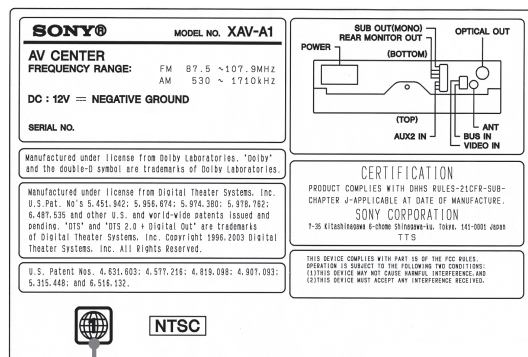 SONY®
MODEL NO. XAV-A1
AV CENTER
FREQUENCY RANGE: FM 87.5 ~107.9MHz
AM 530 ~ 1710kHz
DC : 12V ⎓ NEGATIVE GROUND
SERIAL NO.
Manufactured under license from Dolby Laboratories. "Dolby"
and the double-D symbol are trademarks of Dolby Laboratories.
Manufactured under license from Digital Theater Systems, Inc.
U.S.Pat. No's 5.451.942; 5.956.674; 5.974.380; 5.978.762;
6.487.535 and other U.S. and world-wide patents issued and
pending. "DTS" and "DTS 2.0 + Digital Out" are trademarks
of Digital Theater Systems, Inc. Copyright 1996,2003 Digital
Theater Systems, Inc. All Rights Reserved.
U.S. Patent Nos. 4.631.603; 4.577.216; 4.819.098; 4.907.093;
5.315.448; and 6.516.132.
1
NTSC
SUB OUT(MONO)
REAR MONITOR OUT
OPTICAL OUT
POWER
(BOTTOM)
(TOP)
AUX2 IN
ANT
BUS IN
VIDEO IN
CERTIFICATION
PRODUCT COMPLIES WITH DHHS RULES-21CFR-SUB-
CHAPTER J-APPLICABLE AT DATE OF MANUFACTURE.
SONY CORPORATION
7-35 Kitashinagawa 6-chome Shinagawa-ku, Tokyo, 141-0001 Japan
TTS
THIS DEVICE COMPLIES WITH PART 15 OF THE FCC RULES.
OPERATION IS SUBJECT TO THE FOLLOWING TWO CONDITIONS:
(1)THIS DEVICE MAY NOT CAUSE HARMFUL INTERFERENCE,AND
(2)THIS DEVICE MUST ACCEPT ANY INTERFERENCE RECEIVED,